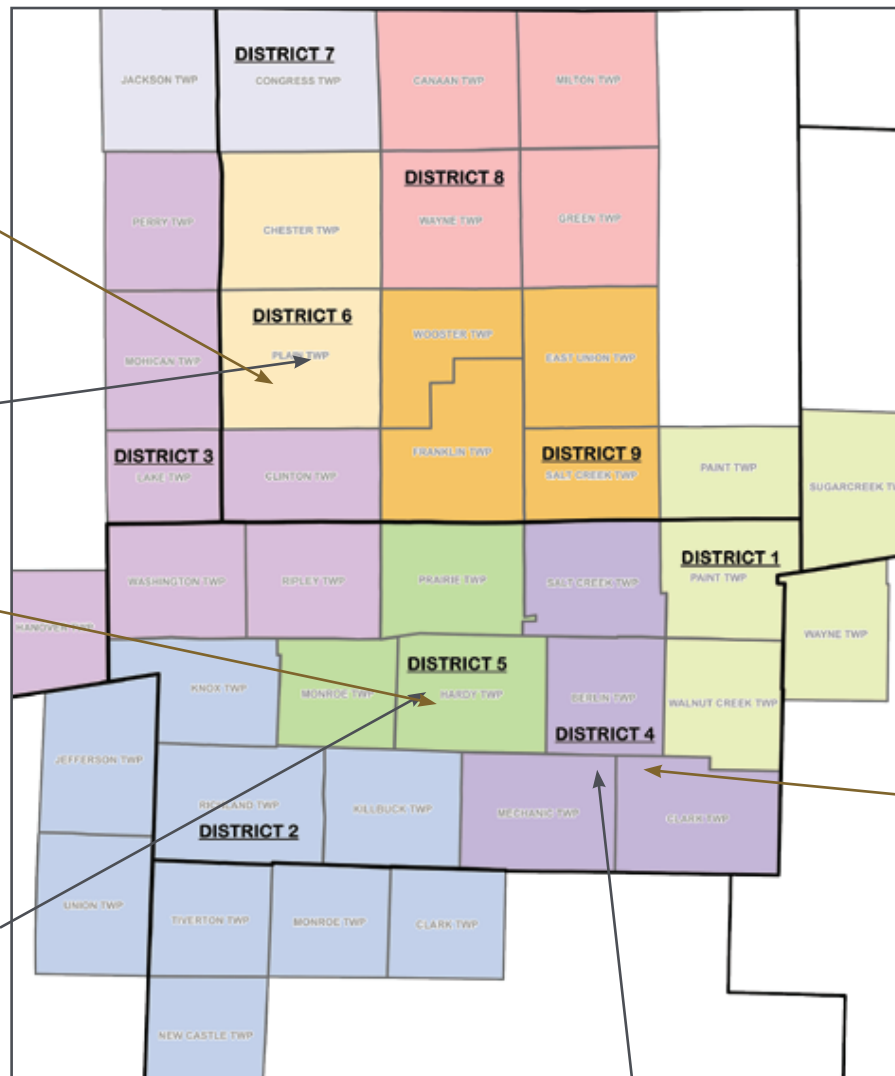 DISTRICT 7
JACKSON TWP
CONGRESS TWP
CANAAN TWP
MILTON TWP
DISTRICT 8
PERRY TWP
CHESTER TWP
WAYNE TWP
GREEN TWP
DISTRICT 6
WOOSTER TWP
MOHICAN TWP
PLAIN TWP
EAST UNION TWP
DISTRICT 3
LAKE TWP
CLINTON TWP
FRANKLIN TWP
DISTRICT 9
SALT CREEK TWP
PAINT TWP
SUGARCREEK TW
DISTRICT 1
WASHINGTON TWP
RIPLEY TWP
PRAIRIE TWP
SALT CREEK TWP
PAINT TWP
HANOVER TWP
WAYNE TWP
DISTRICT 5
KNOX TWP
MONROE TWP
HARDY TWP
BERLIN TWP
WALNUT CREEK TWP
DISTRICT 4
JEFFERSON TWP
RICHLAND TWP
KILLBUCK TWP
MECHANIC TWP
CLARK TWP
DISTRICT 2
UNION TWP
TIVERTON TWP
MONROE TWP
CLARK TWP
NEW CASTLE TWP